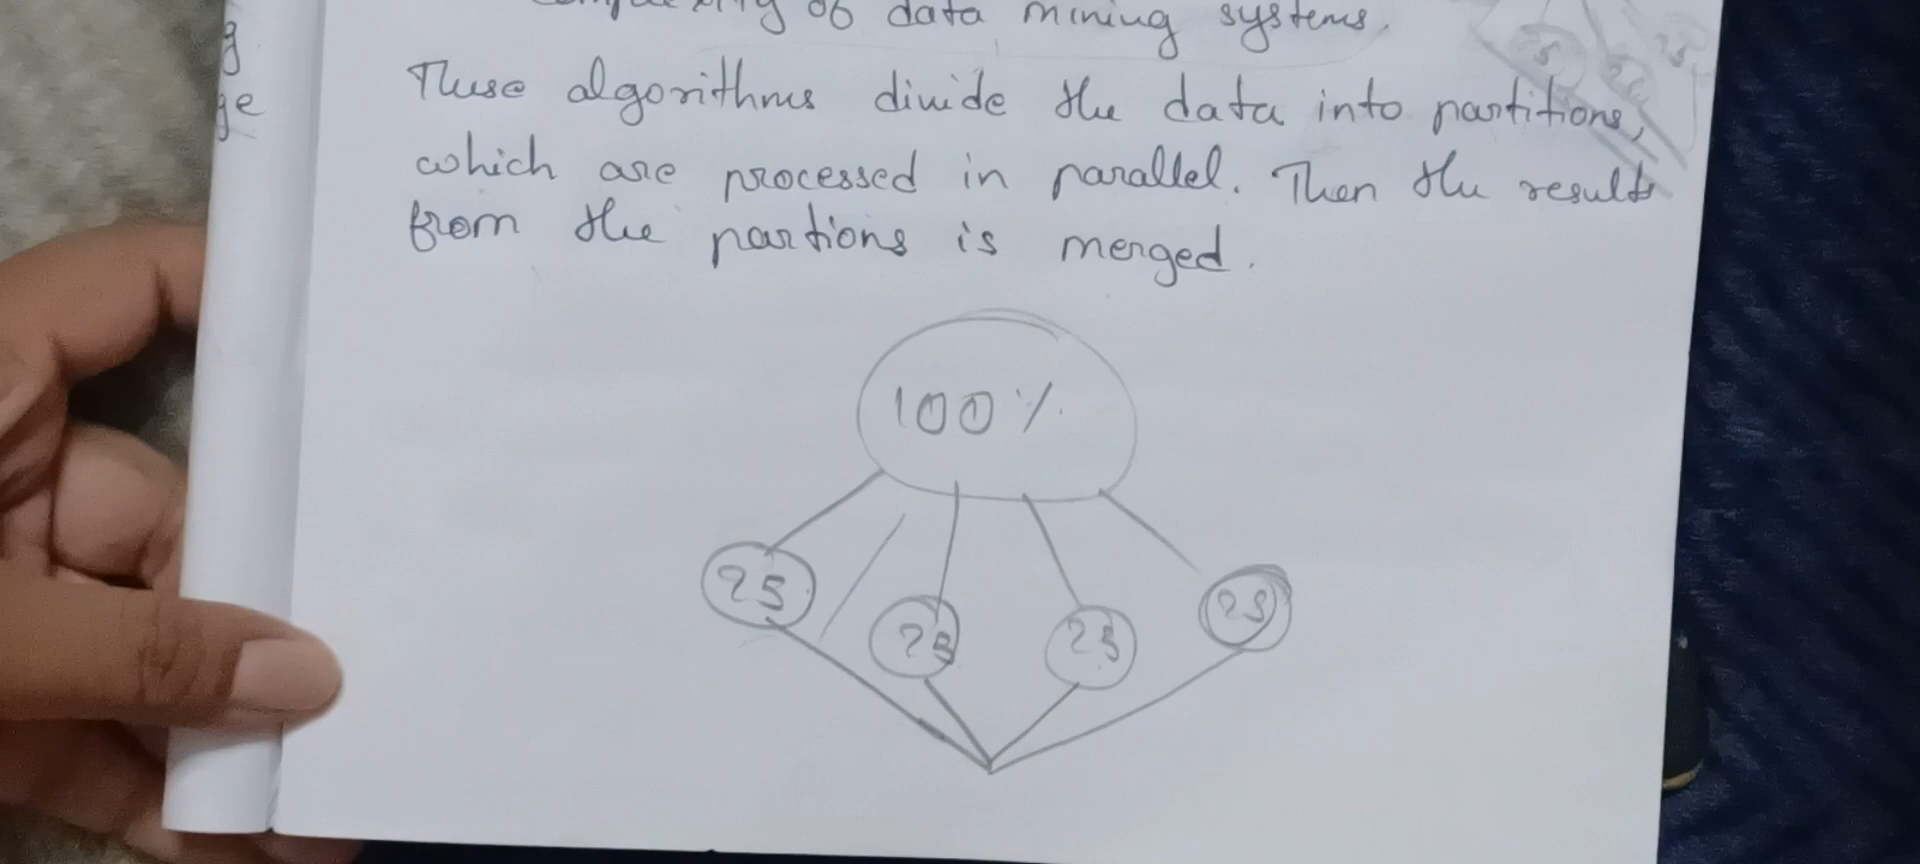 of data mining systems.
g
ge
These algorithms divide the data into partitions,
which are processed in parallel. Then the results
from the partions is merged.
100%
25
25
25
25